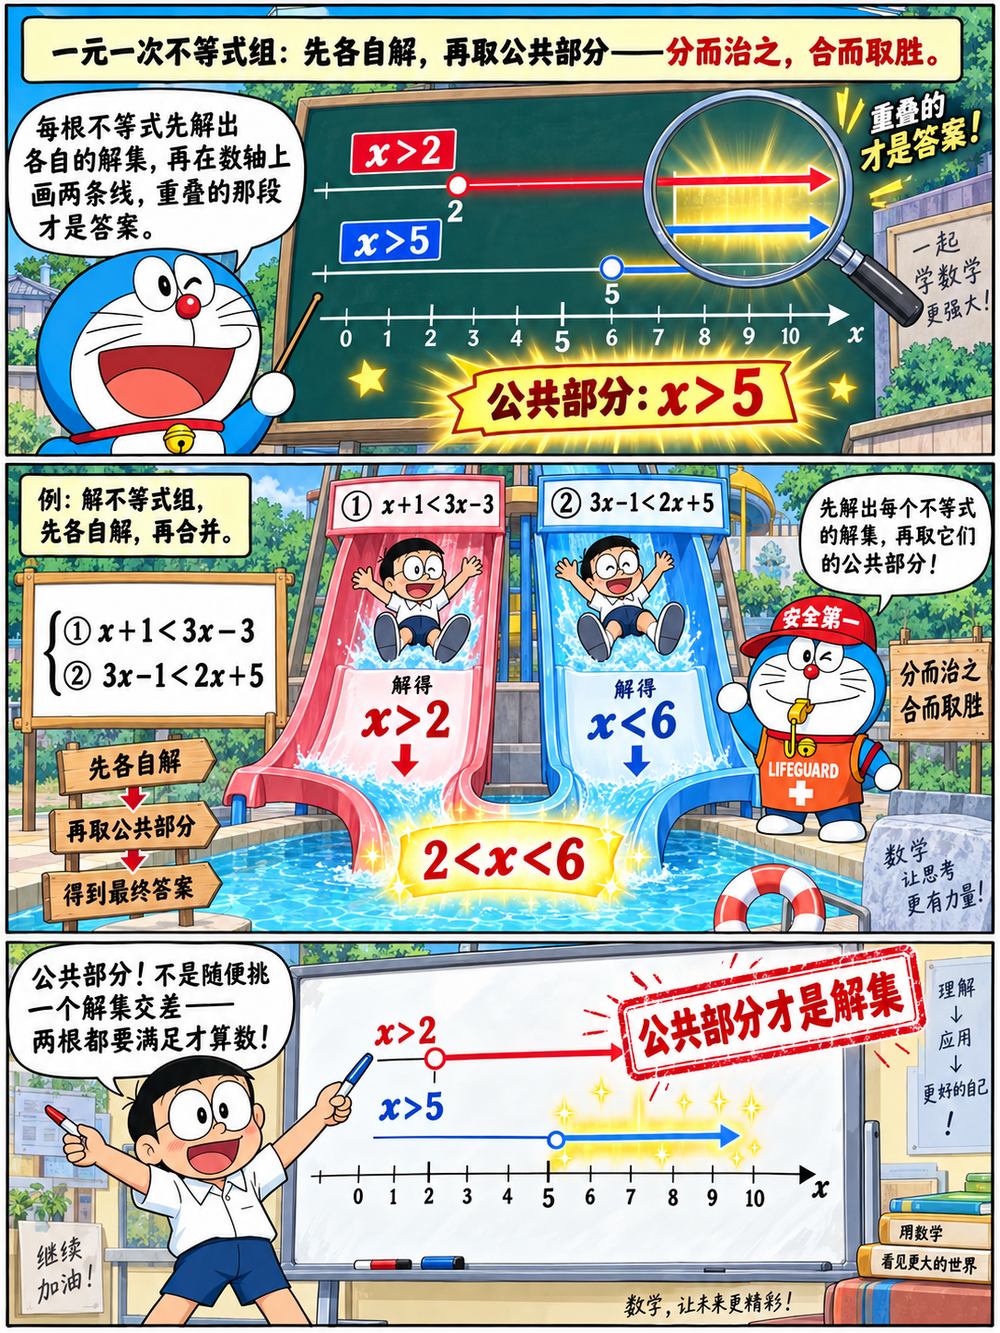 一元一次不等式组：先各自解，再取公共部分——分而治之，合而取胜。
每根不等式先解出
各自的解集，再在数轴上
画两条线，重叠的那段
才是答案。
x>2
2
x>5
5
0 1 2 3 4 5 6 7 8 9 10 x
重叠的
才是答案！
一起
学数学
更强大！
公共部分：x>5
例：解不等式组，
先各自解，再合并。
① x+1<3x-3
② 3x-1<2x+5
先各自解
再取公共部分
得到最终答案
① x+1<3x-3
② 3x-1<2x+5
解得
x>2
解得
x<6
2<x<6
先解出每个不等式
的解集，再取它们
的公共部分！
安全第一
LIFEGUARD
分而治之
合而取胜
数学
让思考
更有力量！
公共部分！不是随便挑
一个解集交差——
两根都要满足才算数！
x>2
x>5
0 1 2 3 4 5 6 7 8 9 10 x
公共部分才是解集
理解
↓
应用
↓
更好的自己
！
继续
加油！
用数学
看见更大的世界
数学，让未来更精彩！